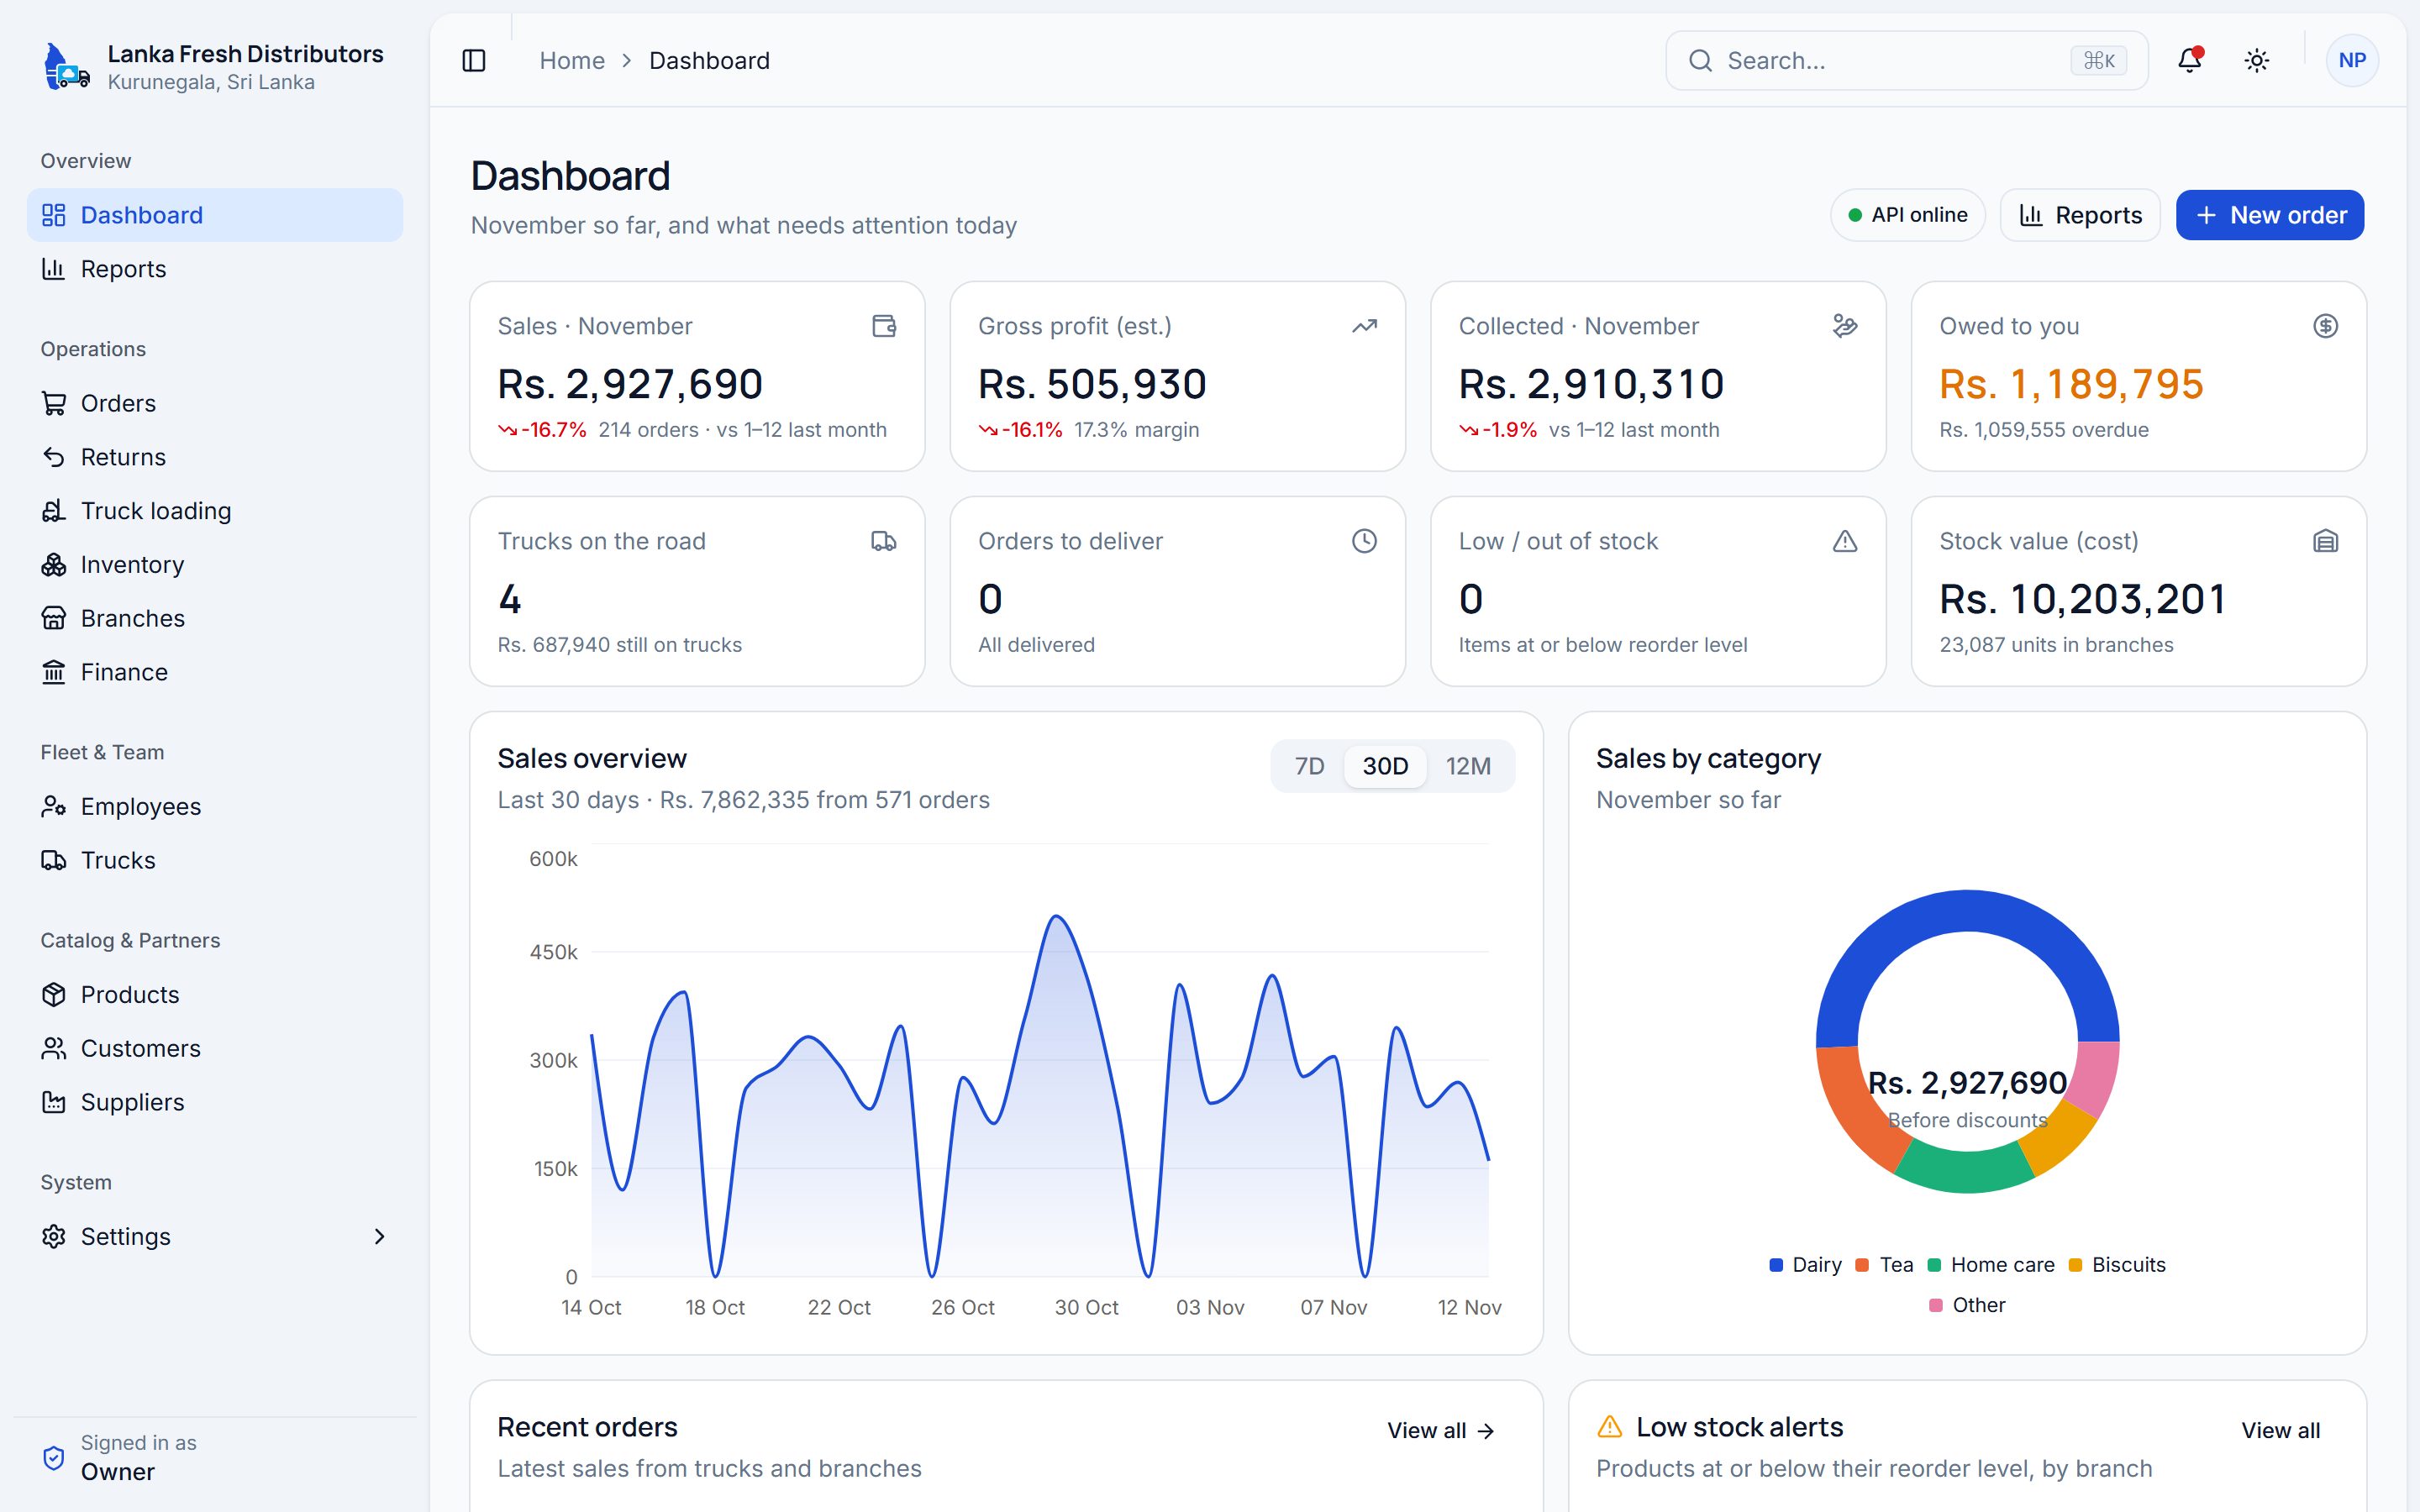 Lanka Fresh Distributors
Kurunegala, Sri Lanka
Overview
Dashboard
Reports
Operations
Orders
Returns
Truck loading
Inventory
Branches
Finance
Fleet & Team
Employees
Trucks
Catalog & Partners
Products
Customers
Suppliers
System
Settings
Signed in as
Owner
Home > Dashboard
Search...
⌘K
NP
Dashboard
November so far, and what needs attention today
API online
Reports
+ New order
Sales · November
Rs. 2,927,690
-16.7% 214 orders · vs 1–12 last month
Gross profit (est.)
Rs. 505,930
-16.1% 17.3% margin
Collected · November
Rs. 2,910,310
-1.9% vs 1–12 last month
Owed to you
Rs. 1,189,795
Rs. 1,059,555 overdue
Trucks on the road
4
Rs. 687,940 still on trucks
Orders to deliver
0
All delivered
Low / out of stock
0
Items at or below reorder level
Stock value (cost)
Rs. 10,203,201
23,087 units in branches
Sales overview
Last 30 days · Rs. 7,862,335 from 571 orders
7D 30D 12M
600k
450k
300k
150k
0
14 Oct 18 Oct 22 Oct 26 Oct 30 Oct 03 Nov 07 Nov 12 Nov
Sales by category
November so far
Rs. 2,927,690
Before discounts
Dairy Tea Home care Biscuits
Other
Recent orders
View all →
Latest sales from trucks and branches
Low stock alerts
View all
Products at or below their reorder level, by branch